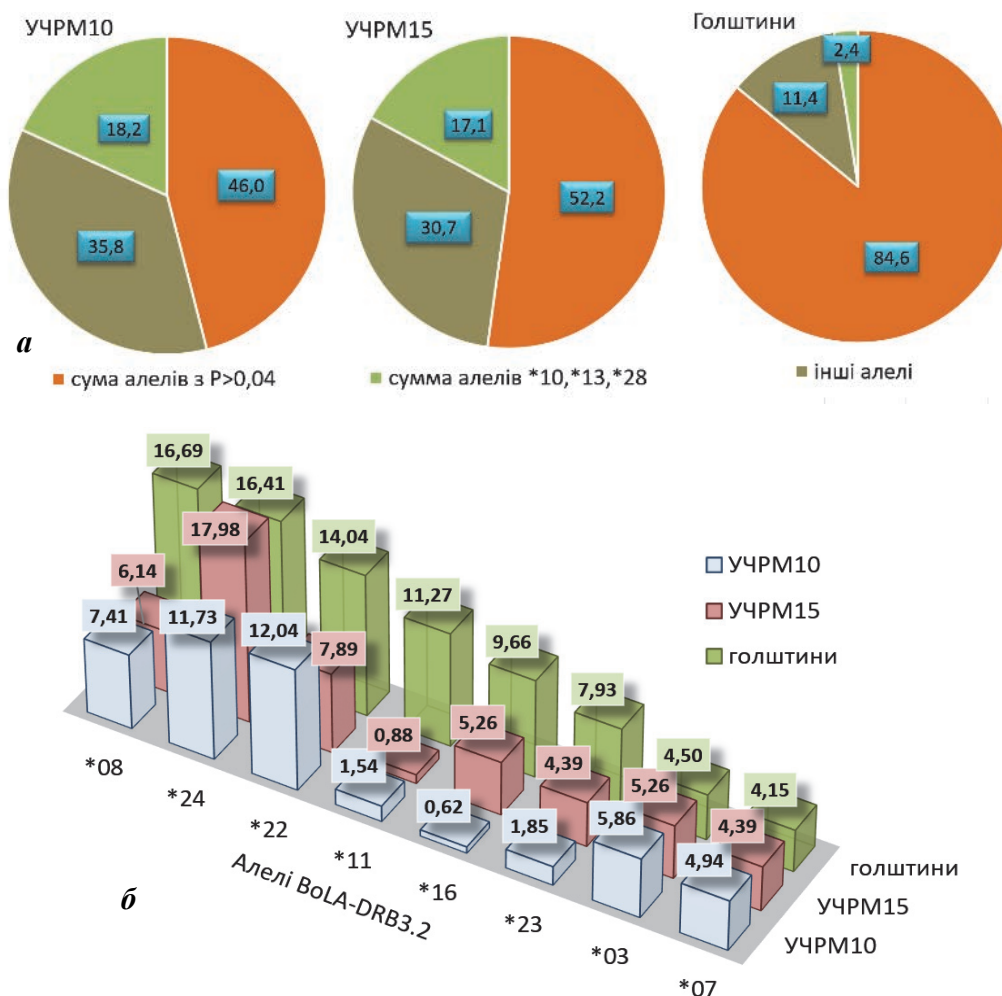 УЧРМ10
УЧРМ15
Голштини
18,2
46,0
35,8
17,1
52,2
30,7
2,4
11,4
84,6
а
сума алелів з P>0,04
сумма алелів *10,*13,*28
інші алелі
16,69
16,41
14,04
11,27
9,66
7,93
4,50
4,15
6,14
17,98
7,89
0,88
5,26
4,39
5,26
4,39
7,41
11,73
12,04
1,54
0,62
1,85
5,86
4,94
УЧРМ10
УЧРМ15
голштини
*08
*24
*22
*11
*16
*23
*03
*07
Алелі BoLA-DRB3.2
голштини
УЧРМ15
УЧРМ10
б